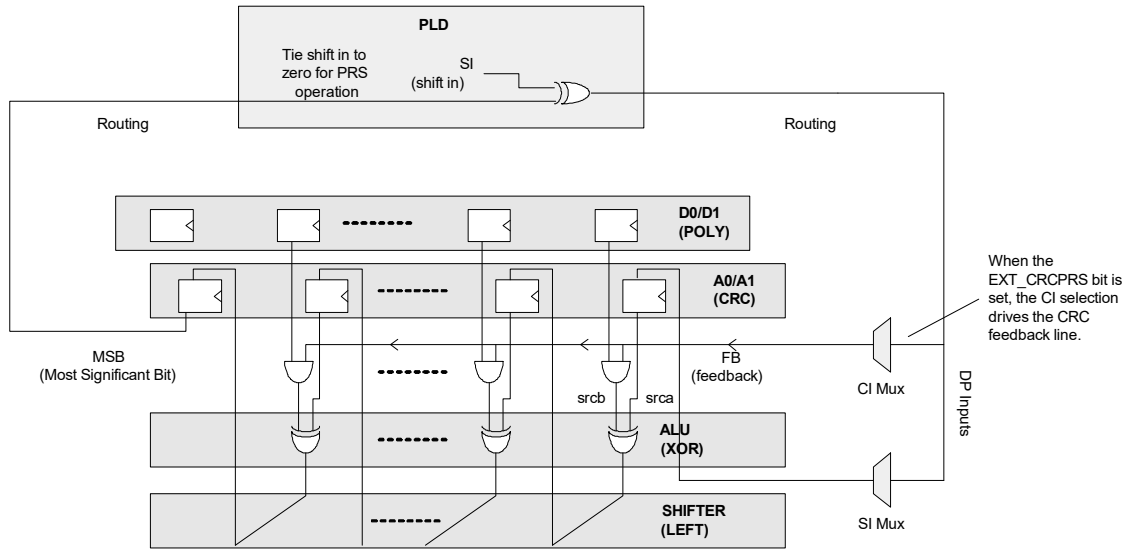 PLD
Tie shift in to
zero for PRS
operation
SI
(shift in)
Routing
Routing
D0/D1
(POLY)
A0/A1
(CRC)
When the
EXT_CRCPRS bit is
set, the CI selection
drives the CRC
feedback line.
MSB
(Most Significant Bit)
FB
(feedback)
CI Mux
DP Inputs
srcb
srca
ALU
(XOR)
SHIFTER
(LEFT)
SI Mux